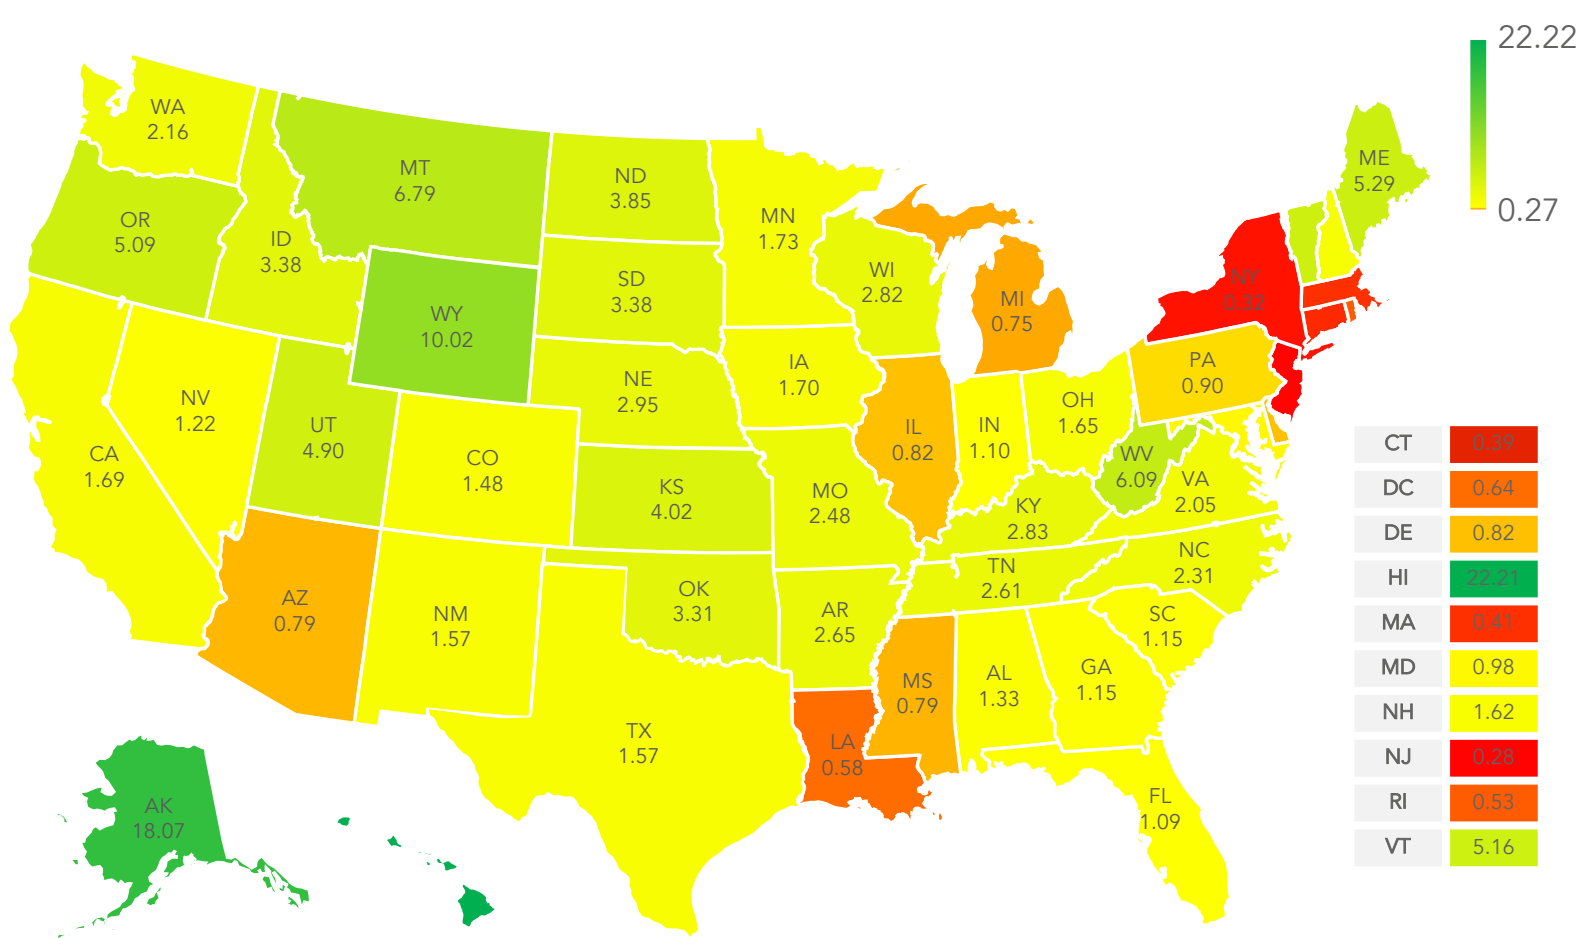 22.22
0.27
WA
2.16
MT
6.79
ND
3.85
MN
1.73
ME
5.29
OR
5.09
ID
3.38
SD
3.38
WI
2.82
MI
0.75
NY
0.32
WY
10.02
IA
1.70
PA
0.90
NV
1.22
UT
4.90
NE
2.95
IL
0.82
IN
1.10
OH
1.65
CA
1.69
CO
1.48
KS
4.02
MO
2.48
WV
6.09
VA
2.05
KY
2.83
NC
2.31
TN
2.61
AZ
0.79
NM
1.57
OK
3.31
AR
2.65
SC
1.15
MS
0.79
AL
1.33
GA
1.15
TX
1.57
LA
0.58
FL
1.09
AK
18.07
CT 0.39
DC 0.64
DE 0.82
HI 22.21
MA 0.41
MD 0.98
NH 1.62
NJ 0.28
RI 0.53
VT 5.16